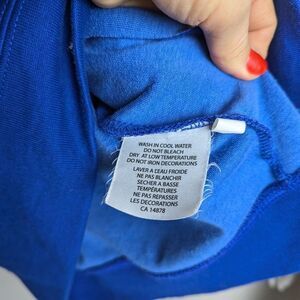 WASH IN COOL WATER
DO NOT BLEACH
DRY AT LOW TEMPERATURE
DO NOT IRON DECORATIONS
LAVER A L'EAU FROIDE
NE PAS BLANCHIR
SECHER A BASSE
TEMPÉRATURES
NE PAS REPASSER
LES DECORATIONS
CA 14878